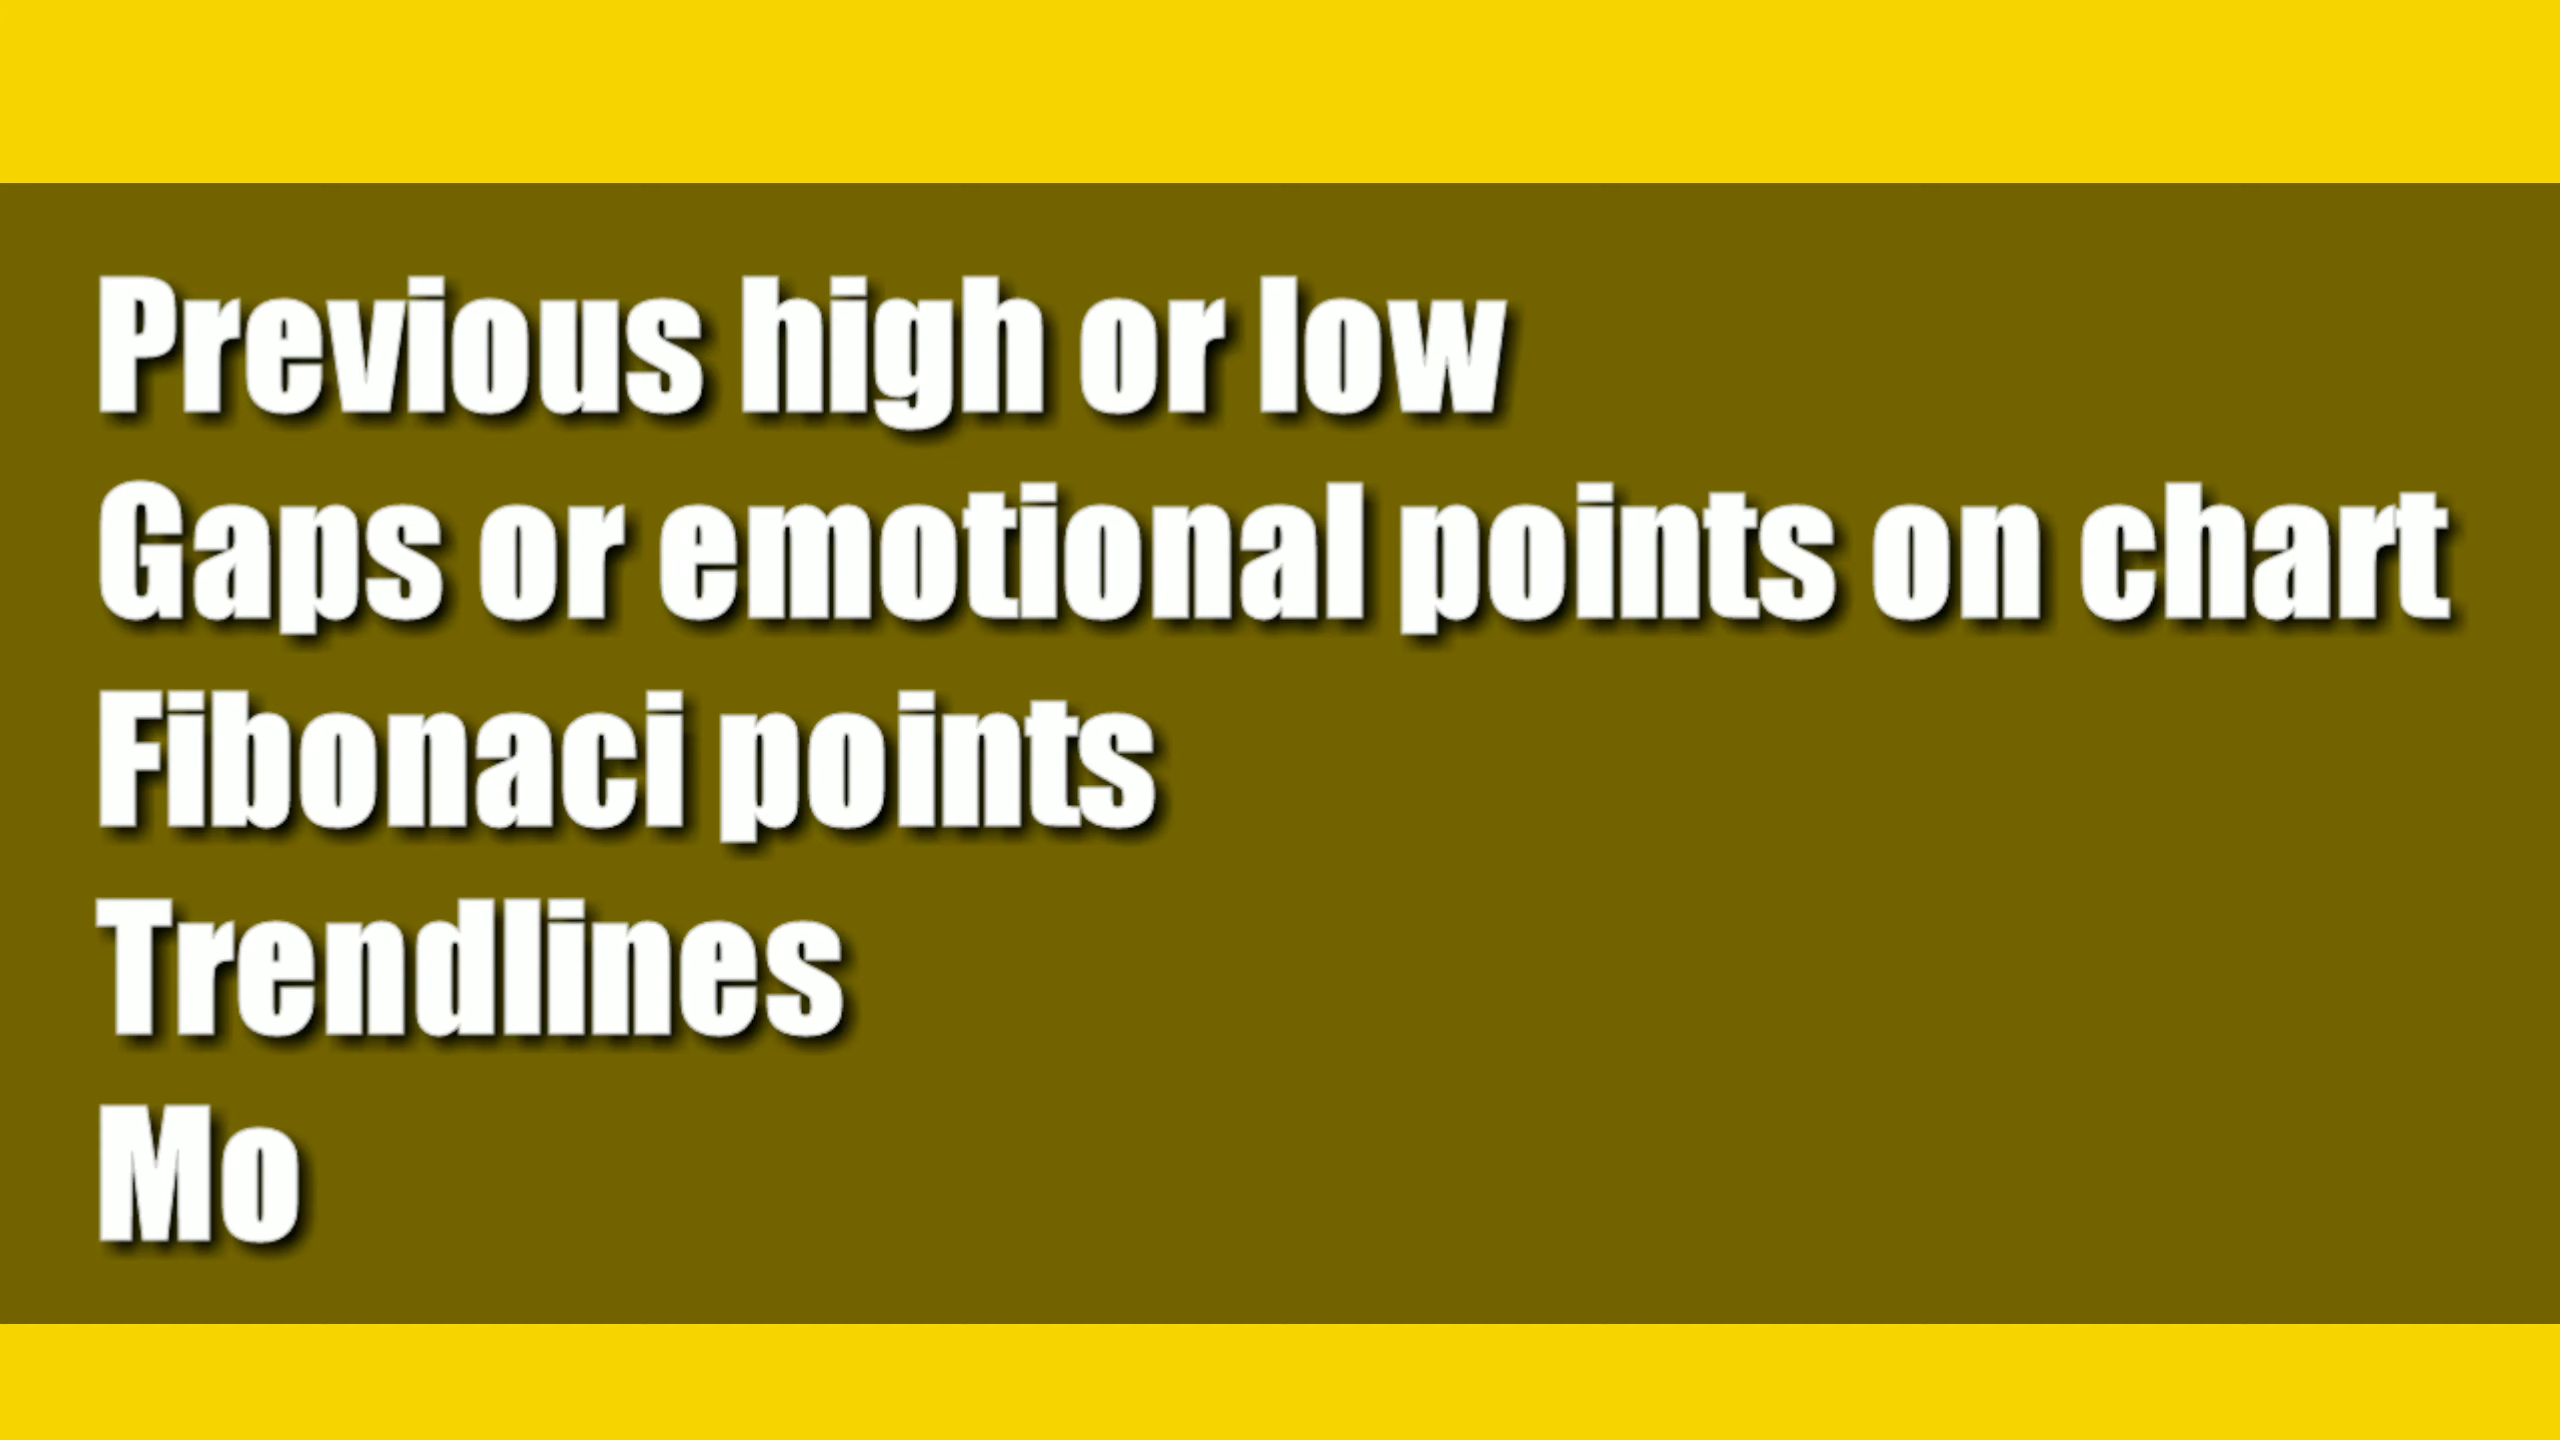 Previous high or low
Gaps or emotional points on chart
Fibonaci points
Trendlines
Mo